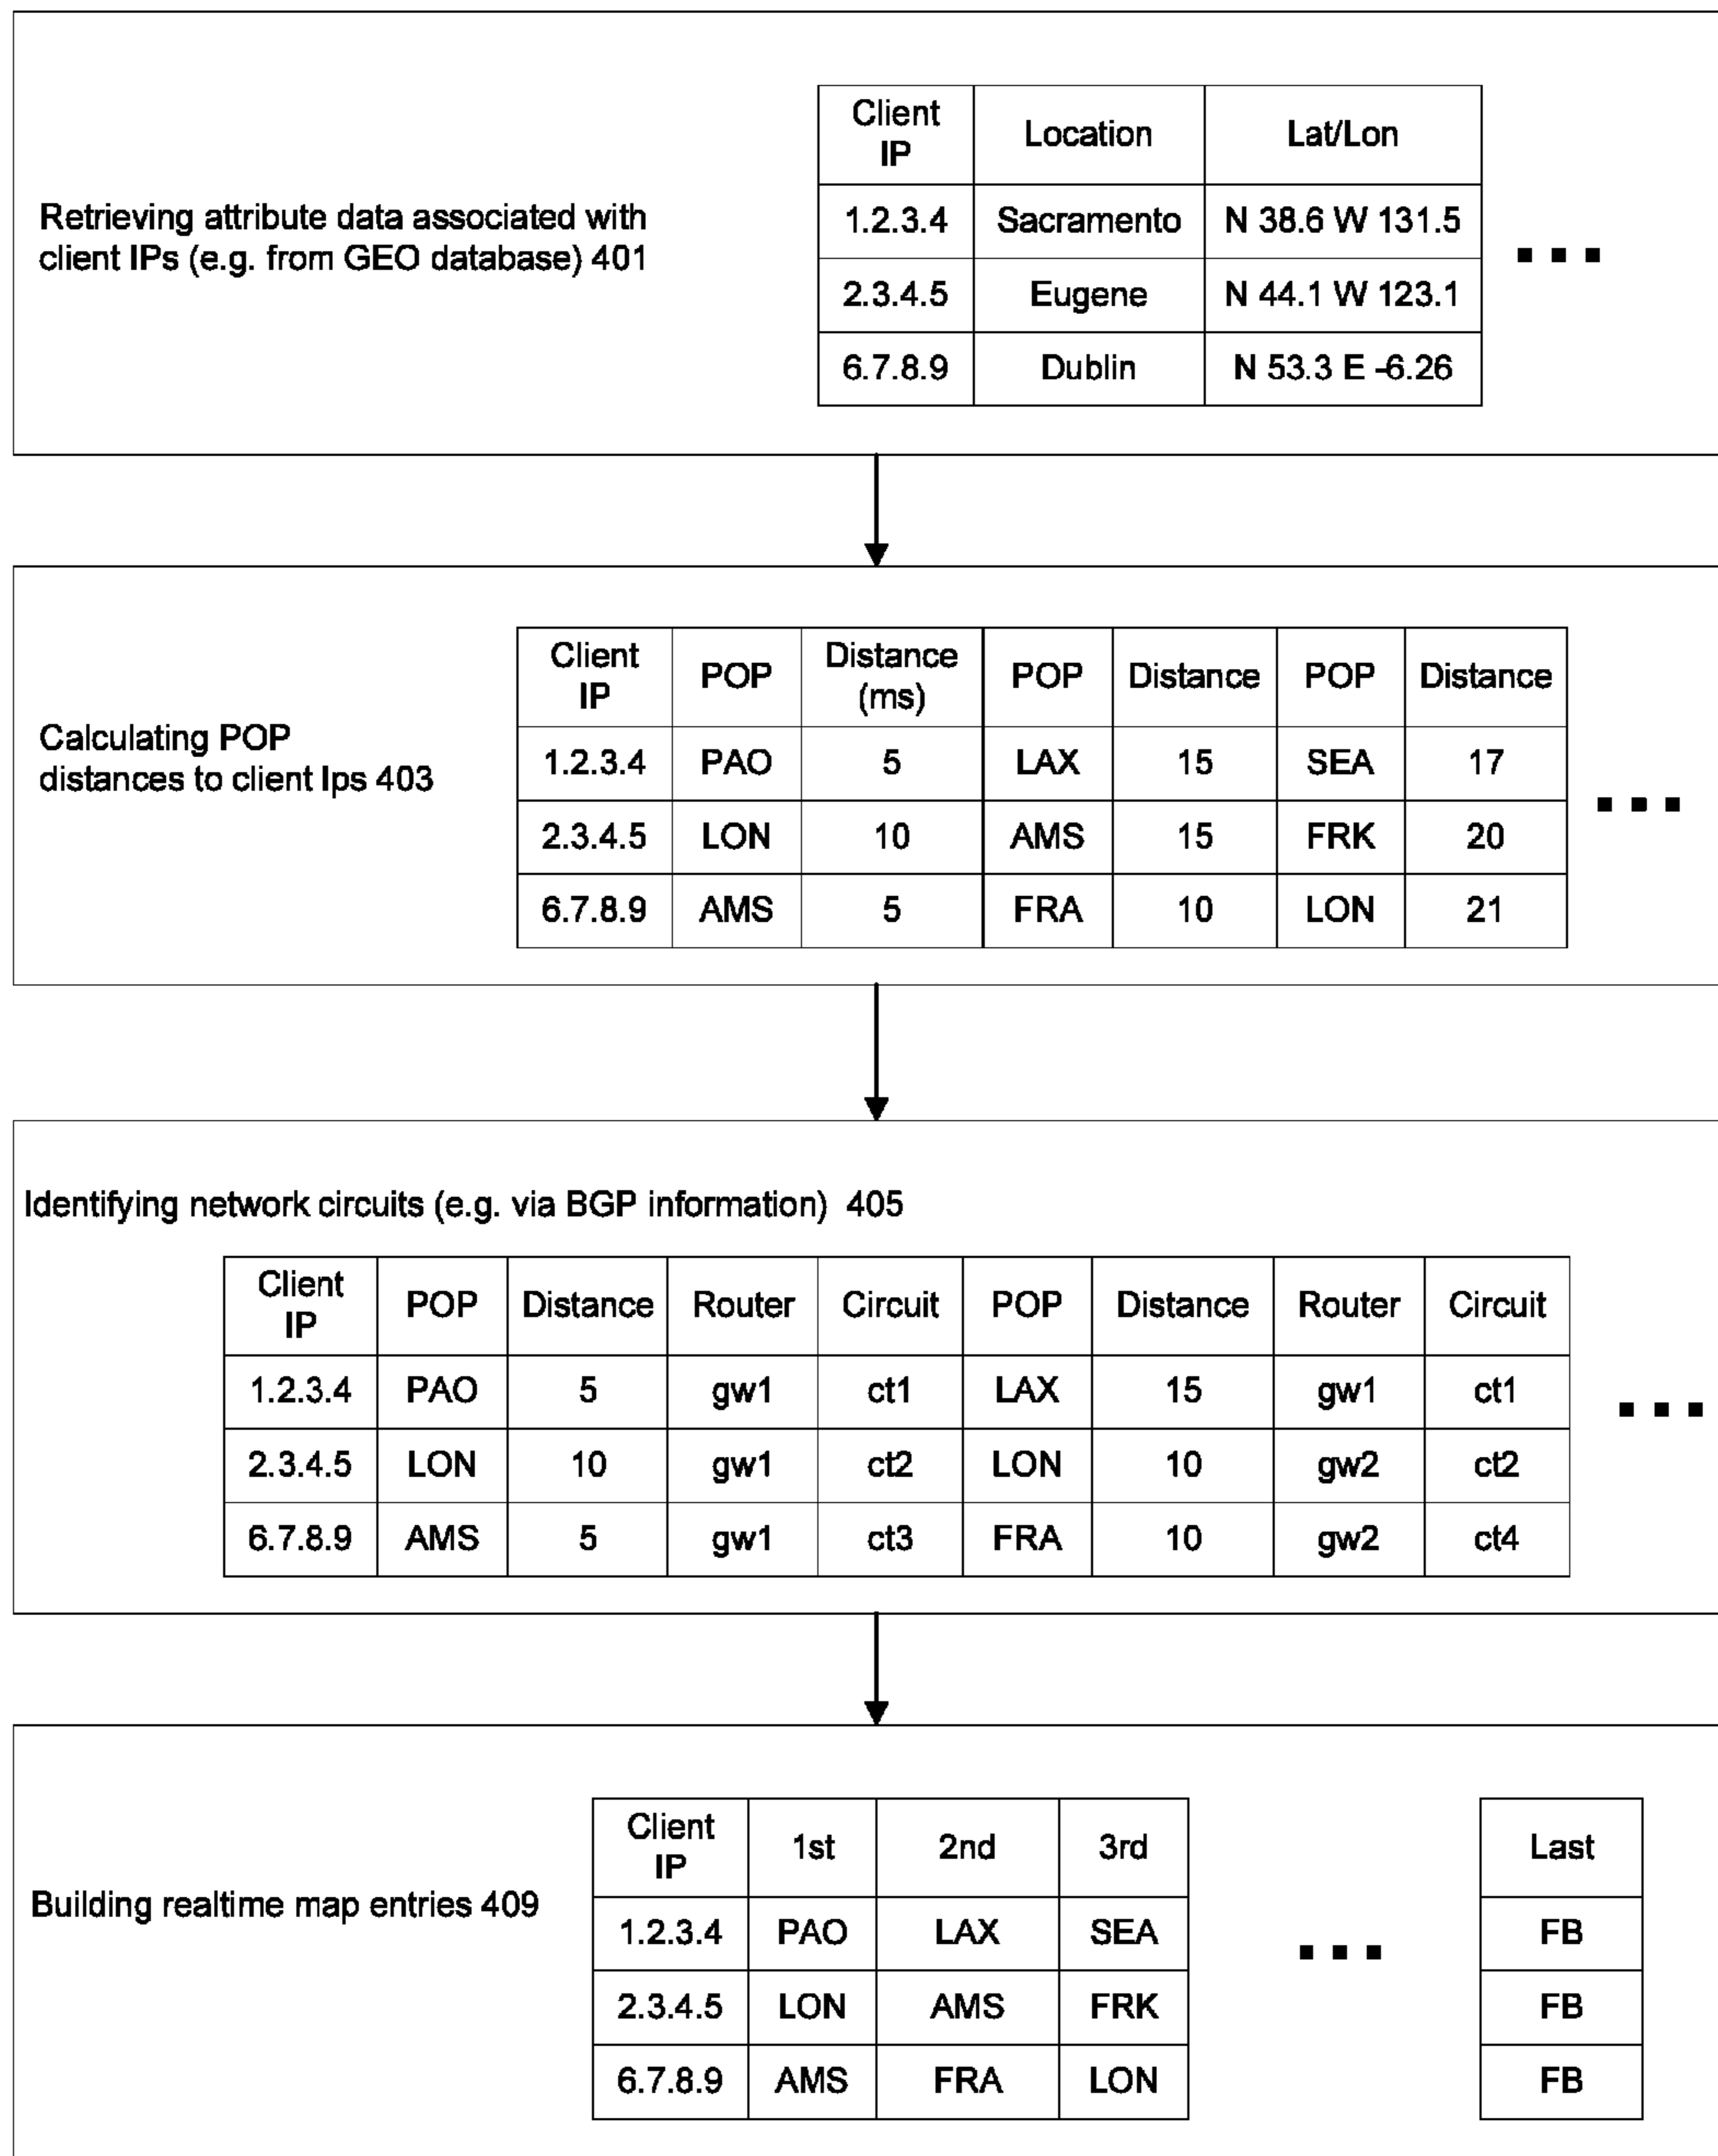 Client IP Location Lat/Lon
Retrieving attribute data associated with
client IPs (e.g. from GEO database) 401
1.2.3.4 Sacramento N 38.6 W 131.5
2.3.4.5 Eugene N 44.1 W 123.1
6.7.8.9 Dublin N 53.3 E -6.26
...
Calculating POP
distances to client Ips 403
Client IP POP Distance (ms) POP Distance POP Distance
1.2.3.4 PAO 5 LAX 15 SEA 17
2.3.4.5 LON 10 AMS 15 FRK 20
6.7.8.9 AMS 5 FRA 10 LON 21
...
Identifying network circuits (e.g. via BGP information) 405
Client IP POP Distance Router Circuit POP Distance Router Circuit
1.2.3.4 PAO 5 gw1 ct1 LAX 15 gw1 ct1
2.3.4.5 LON 10 gw1 ct2 LON 10 gw2 ct2
6.7.8.9 AMS 5 gw1 ct3 FRA 10 gw2 ct4
...
Building realtime map entries 409
Client IP 1st 2nd 3rd Last
1.2.3.4 PAO LAX SEA ... FB
2.3.4.5 LON AMS FRK FB
6.7.8.9 AMS FRA LON FB